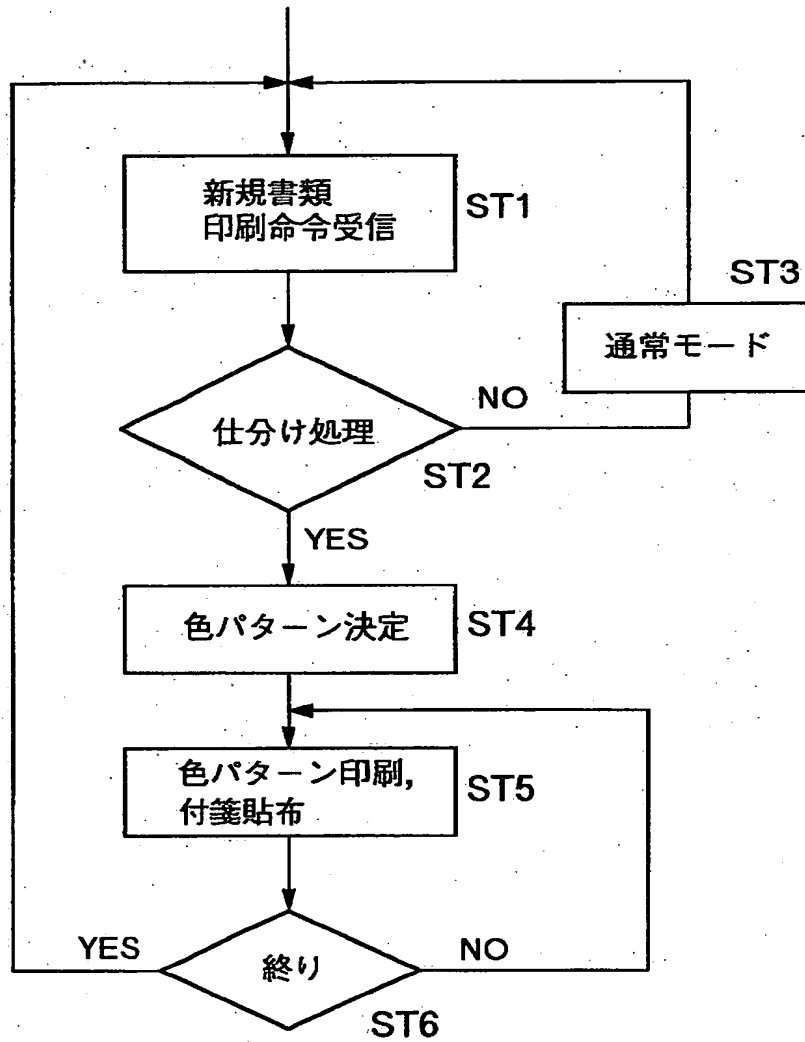 新規書類
印刷命令受信
ST1
ST3
通常モード
仕分け処理
NO
ST2
YES
色パターン決定
ST4
色パターン印刷,
付箋貼布
ST5
YES
終り
NO
ST6